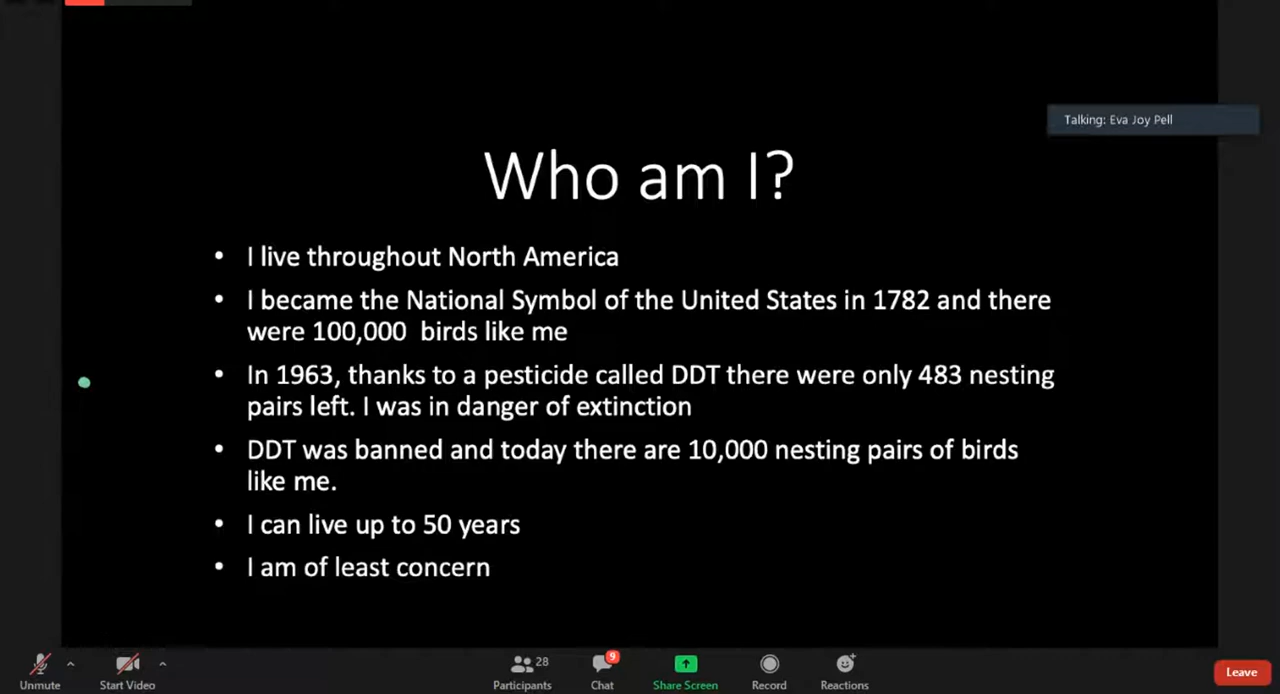 Talking: Eva Joy Pell
Who am I?
• I live throughout North America
• I became the National Symbol of the United States in 1782 and there
were 100,000  birds like me
• In 1963, thanks to a pesticide called DDT there were only 483 nesting
pairs left. I was in danger of extinction
• DDT was banned and today there are 10,000 nesting pairs of birds
like me.
• I can live up to 50 years
• I am of least concern
Unmute
Start Video
28
Participants
9
Chat
Share Screen
Record
Reactions
Leave